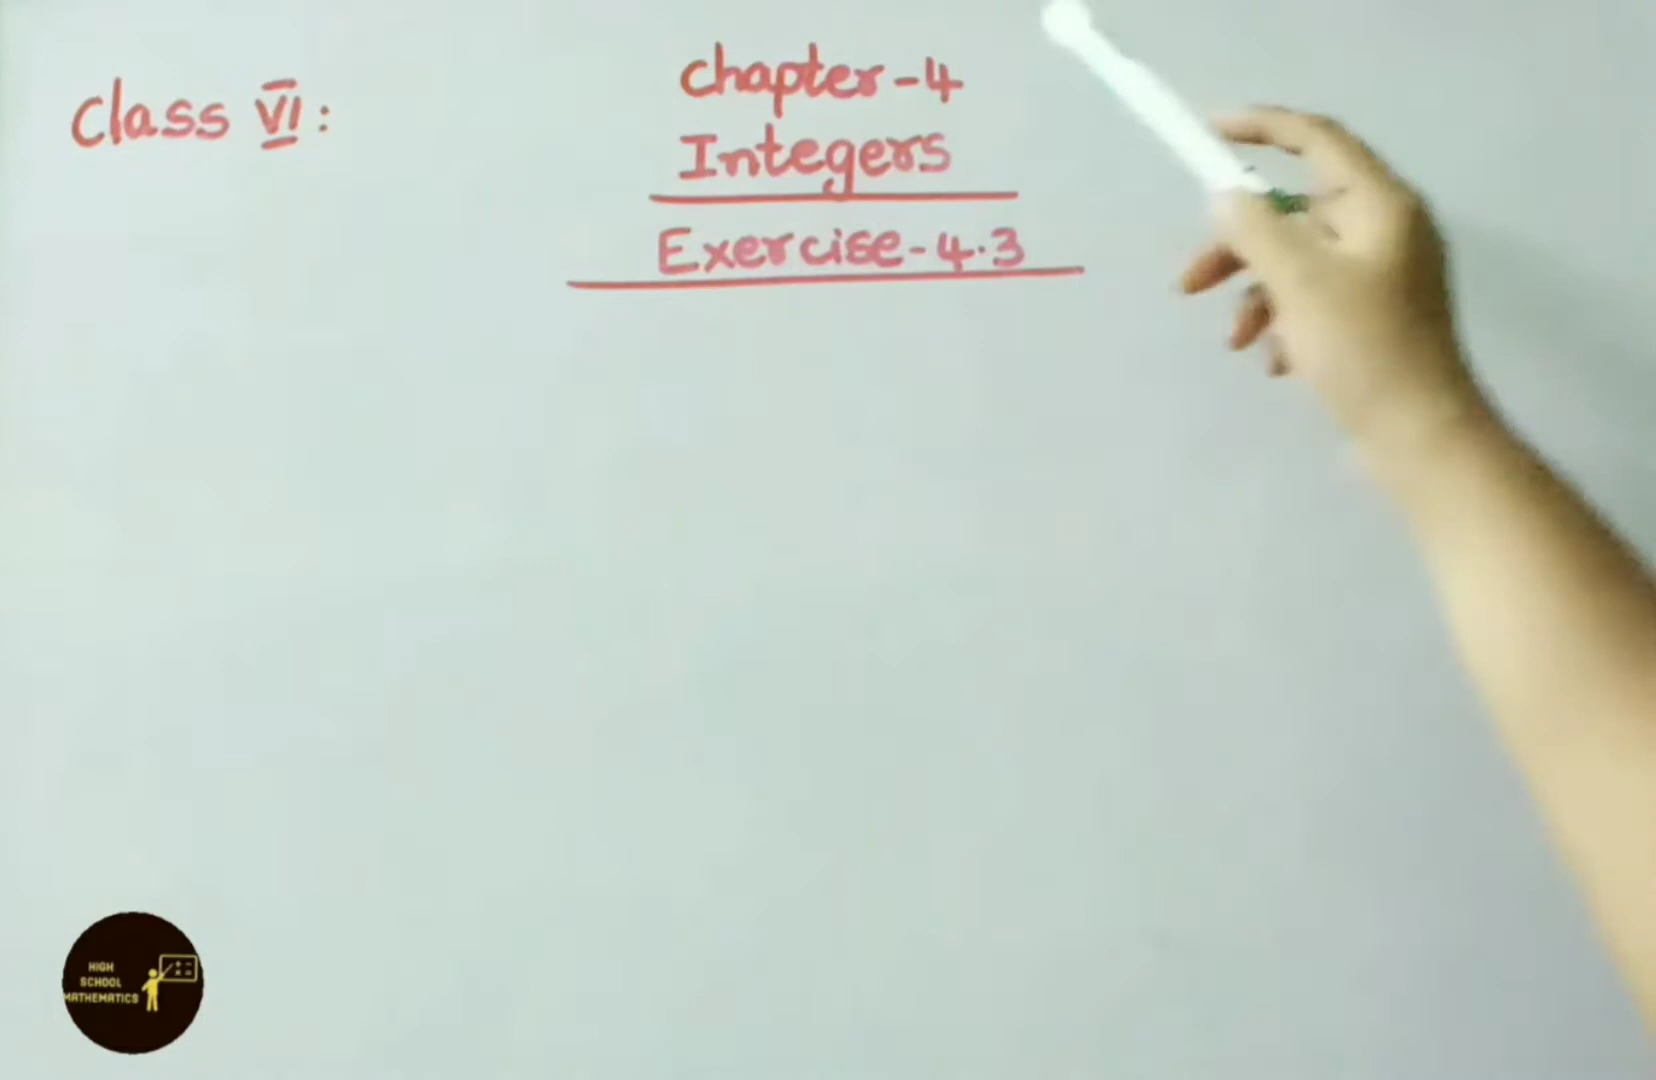 Class VI:
Chapter-4
Integers
Exercise-4.3
HIGH
SCHOOL
MATHEMATICS